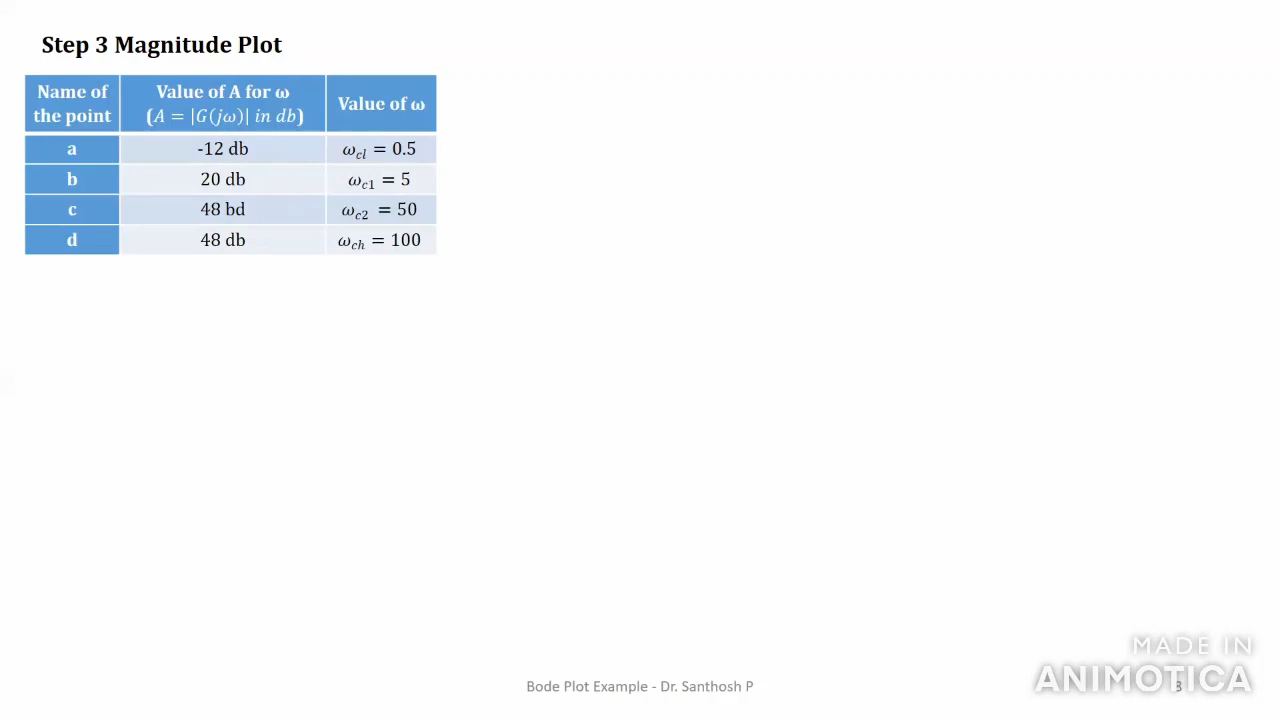 Step 3 Magnitude Plot
Name of the point | Value of A for ω (A = |G(jω)| in db) | Value of ω
a | -12 db | ω_cl = 0.5
b | 20 db | ω_c1 = 5
c | 48 bd | ω_c2 = 50
d | 48 db | ω_ch = 100
Bode Plot Example - Dr. Santhosh P
8
MADE IN
ANIMOTICA